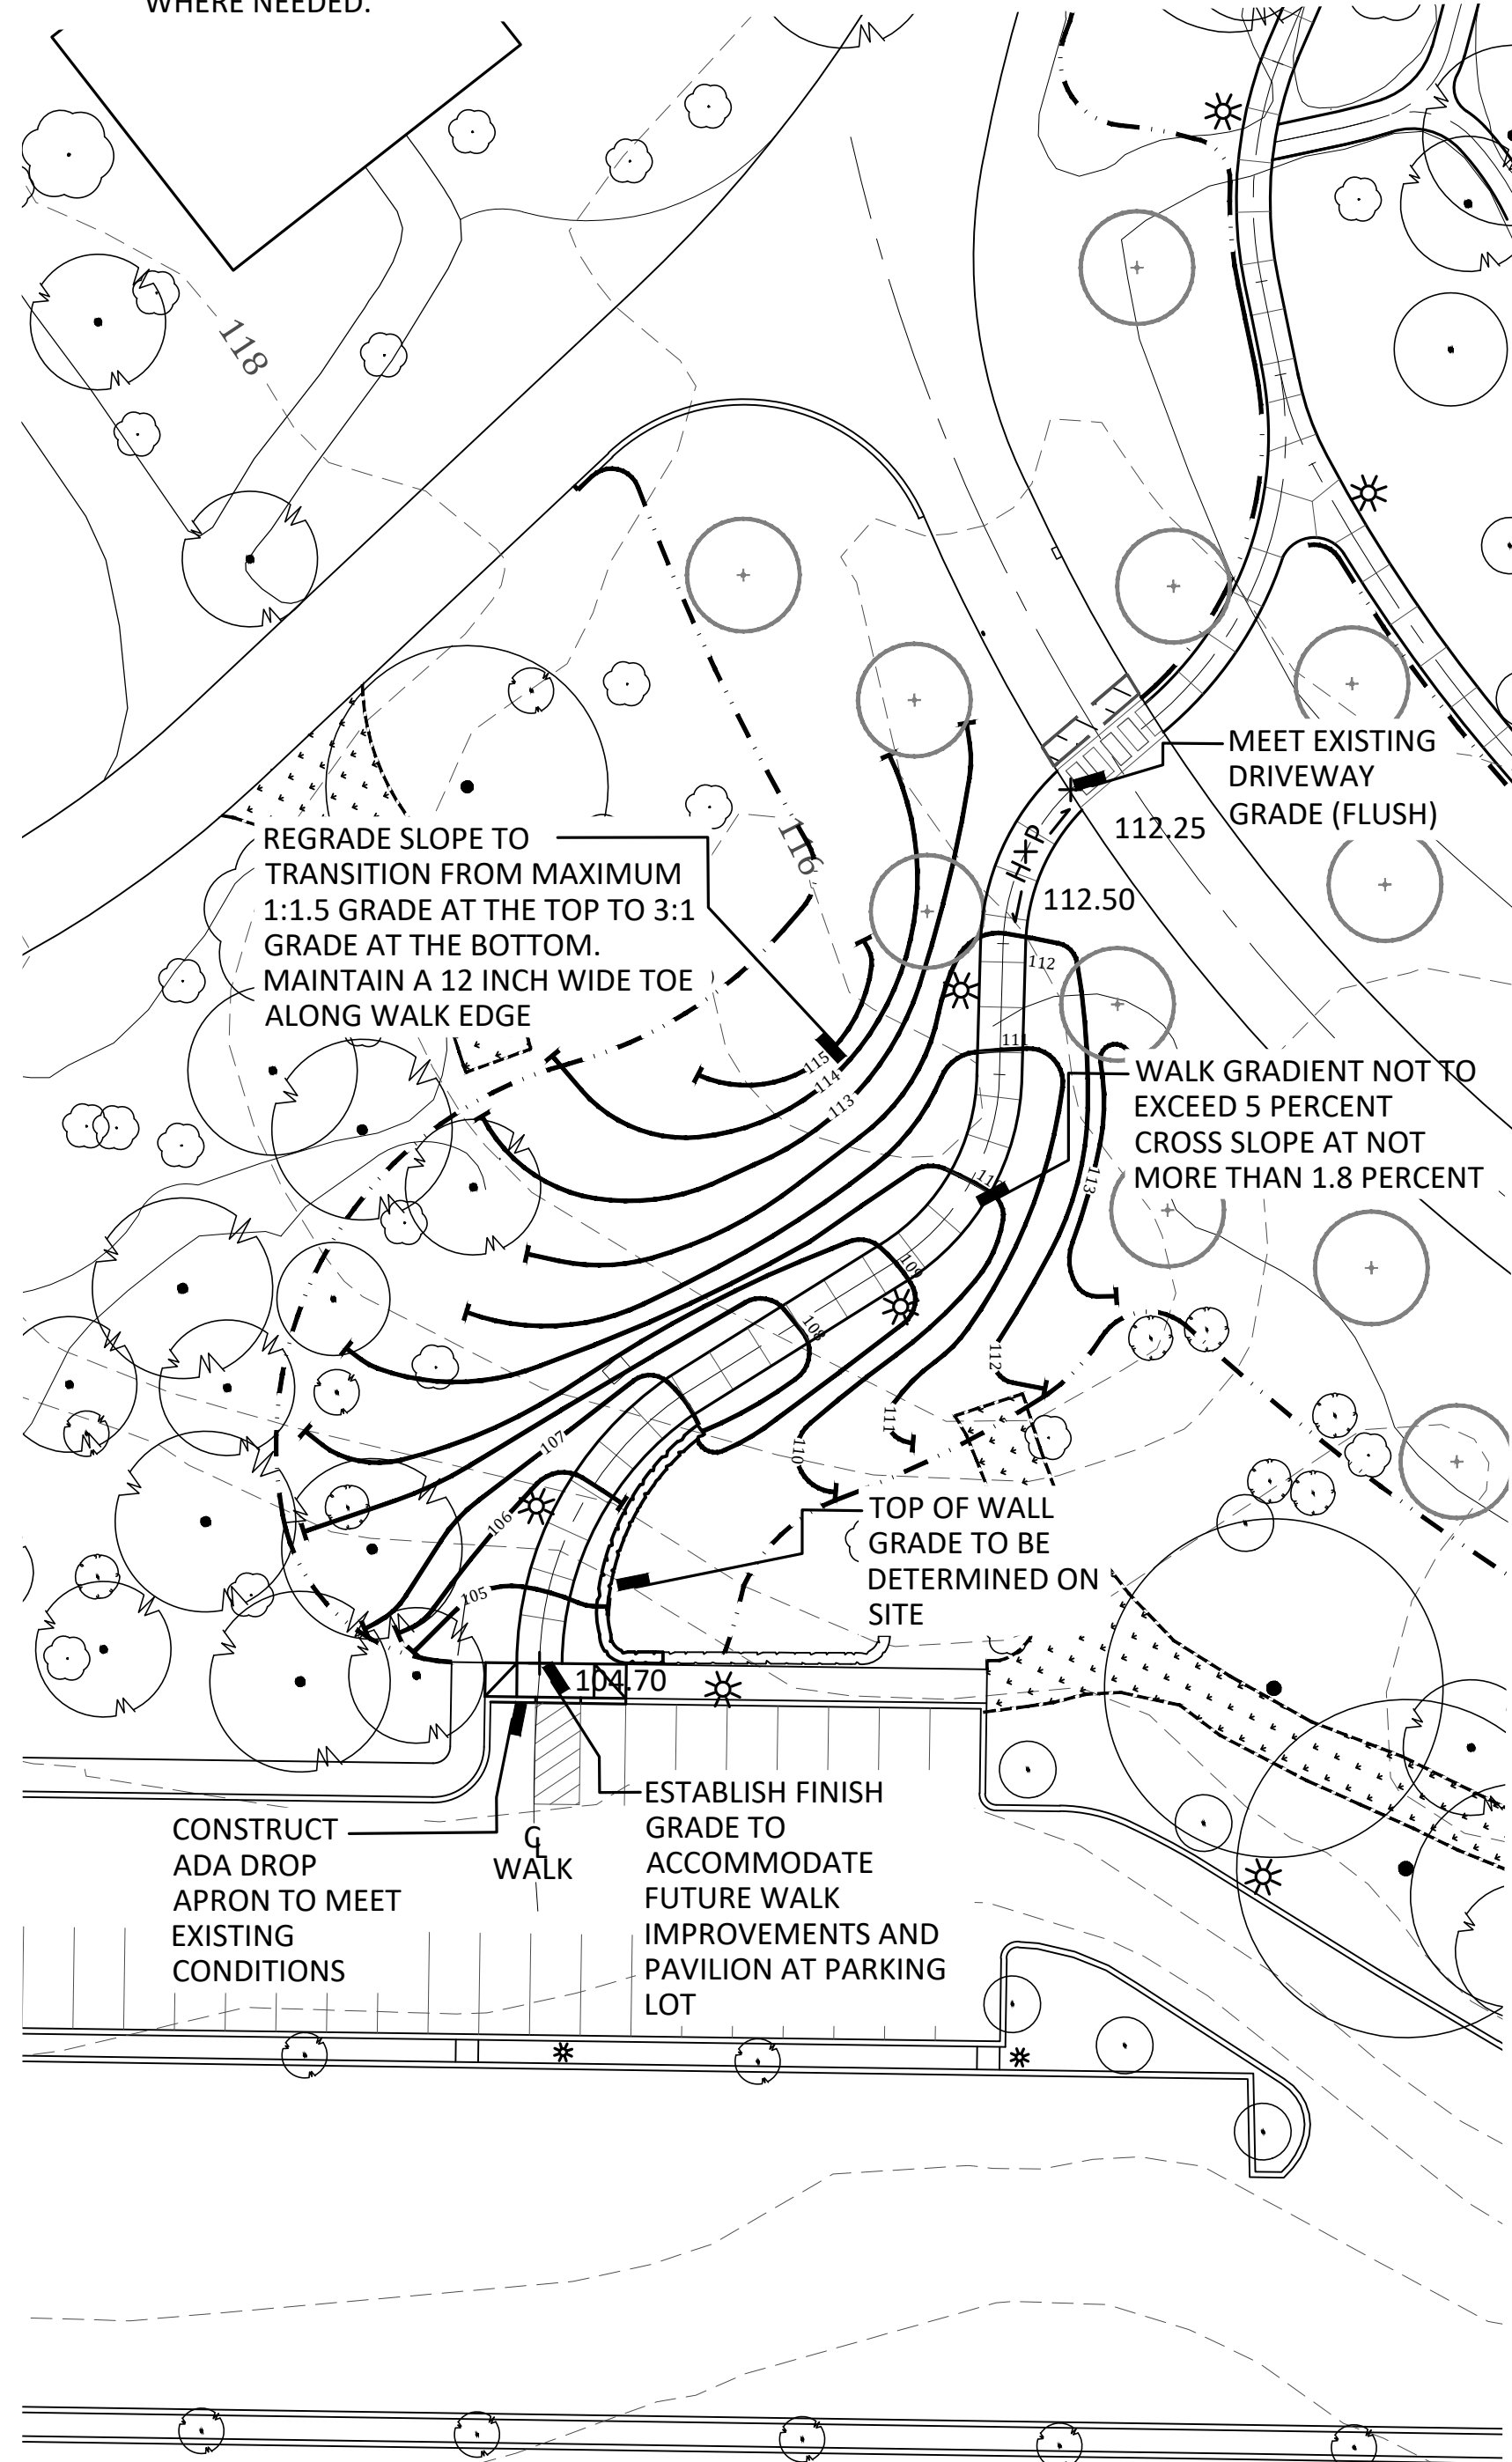 WHERE NEEDED.
118
MEET EXISTING
DRIVEWAY
GRADE (FLUSH)
116
HXP
112.25
112.50
REGRADE SLOPE TO
TRANSITION FROM MAXIMUM
1:1.5 GRADE AT THE TOP TO 3:1
GRADE AT THE BOTTOM.
MAINTAIN A 12 INCH WIDE TOE
ALONG WALK EDGE
112
111
115
114
113
WALK GRADIENT NOT TO
EXCEED 5 PERCENT
CROSS SLOPE AT NOT
MORE THAN 1.8 PERCENT
113
109
108
112
111
110
107
106
105
TOP OF WALL
GRADE TO BE
DETERMINED ON
SITE
104.70
CONSTRUCT
ADA DROP
APRON TO MEET
EXISTING
CONDITIONS
CL
WALK
ESTABLISH FINISH
GRADE TO
ACCOMMODATE
FUTURE WALK
IMPROVEMENTS AND
PAVILION AT PARKING
LOT